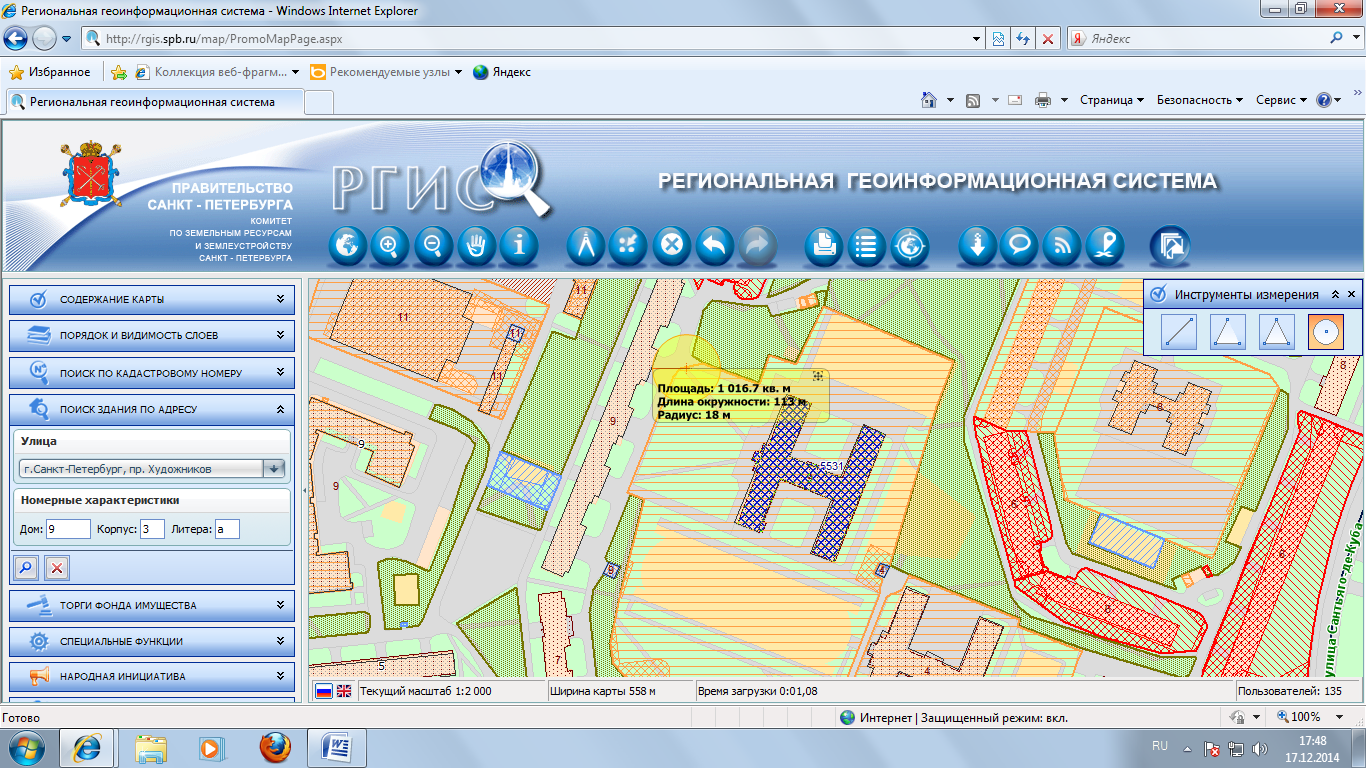 Региональная геоинформационная система - Windows Internet Explorer
http://rgis.spb.ru/map/PromoMapPage.aspx
Яндекс
Избранное
Коллекция веб-фрагм...
Рекомендуемые узлы
Яндекс
Региональная геоинформационная система
Страница
Безопасность
Сервис
ПРАВИТЕЛЬСТВО
САНКТ - ПЕТЕРБУРГА
КОМИТЕТ
ПО ЗЕМЕЛЬНЫМ РЕСУРСАМ
И ЗЕМЛЕУСТРОЙСТВУ
САНКТ - ПЕТЕРБУРГА
РГИС
РЕГИОНАЛЬНАЯ ГЕОИНФОРМАЦИОННАЯ СИСТЕМА
СОДЕРЖАНИЕ КАРТЫ
ПОРЯДОК И ВИДИМОСТЬ СЛОЕВ
ПОИСК ПО КАДАСТРОВОМУ НОМЕРУ
ПОИСК ЗДАНИЯ ПО АДРЕСУ
Улица
г.Санкт-Петербург, пр. Художников
Номерные характеристики
Дом: 9 Корпус: 3 Литера: а
ТОРГИ ФОНДА ИМУЩЕСТВА
СПЕЦИАЛЬНЫЕ ФУНКЦИИ
НАРОДНАЯ ИНИЦИАТИВА
Инструменты измерения
11
11
11
11
9
9
9
Площадь: 1 016.7 кв. м
Длина окружности: 113 м
Радиус: 18 м
5531
8
6
6
6
7
5
4
улица Сантьяго-де-Куба
Текущий масштаб 1:2 000
Ширина карты 558 м
Время загрузки 0:01,08
Пользователей: 135
Готово
Интернет | Защищенный режим: вкл.
100%
RU
17:48
17.12.2014